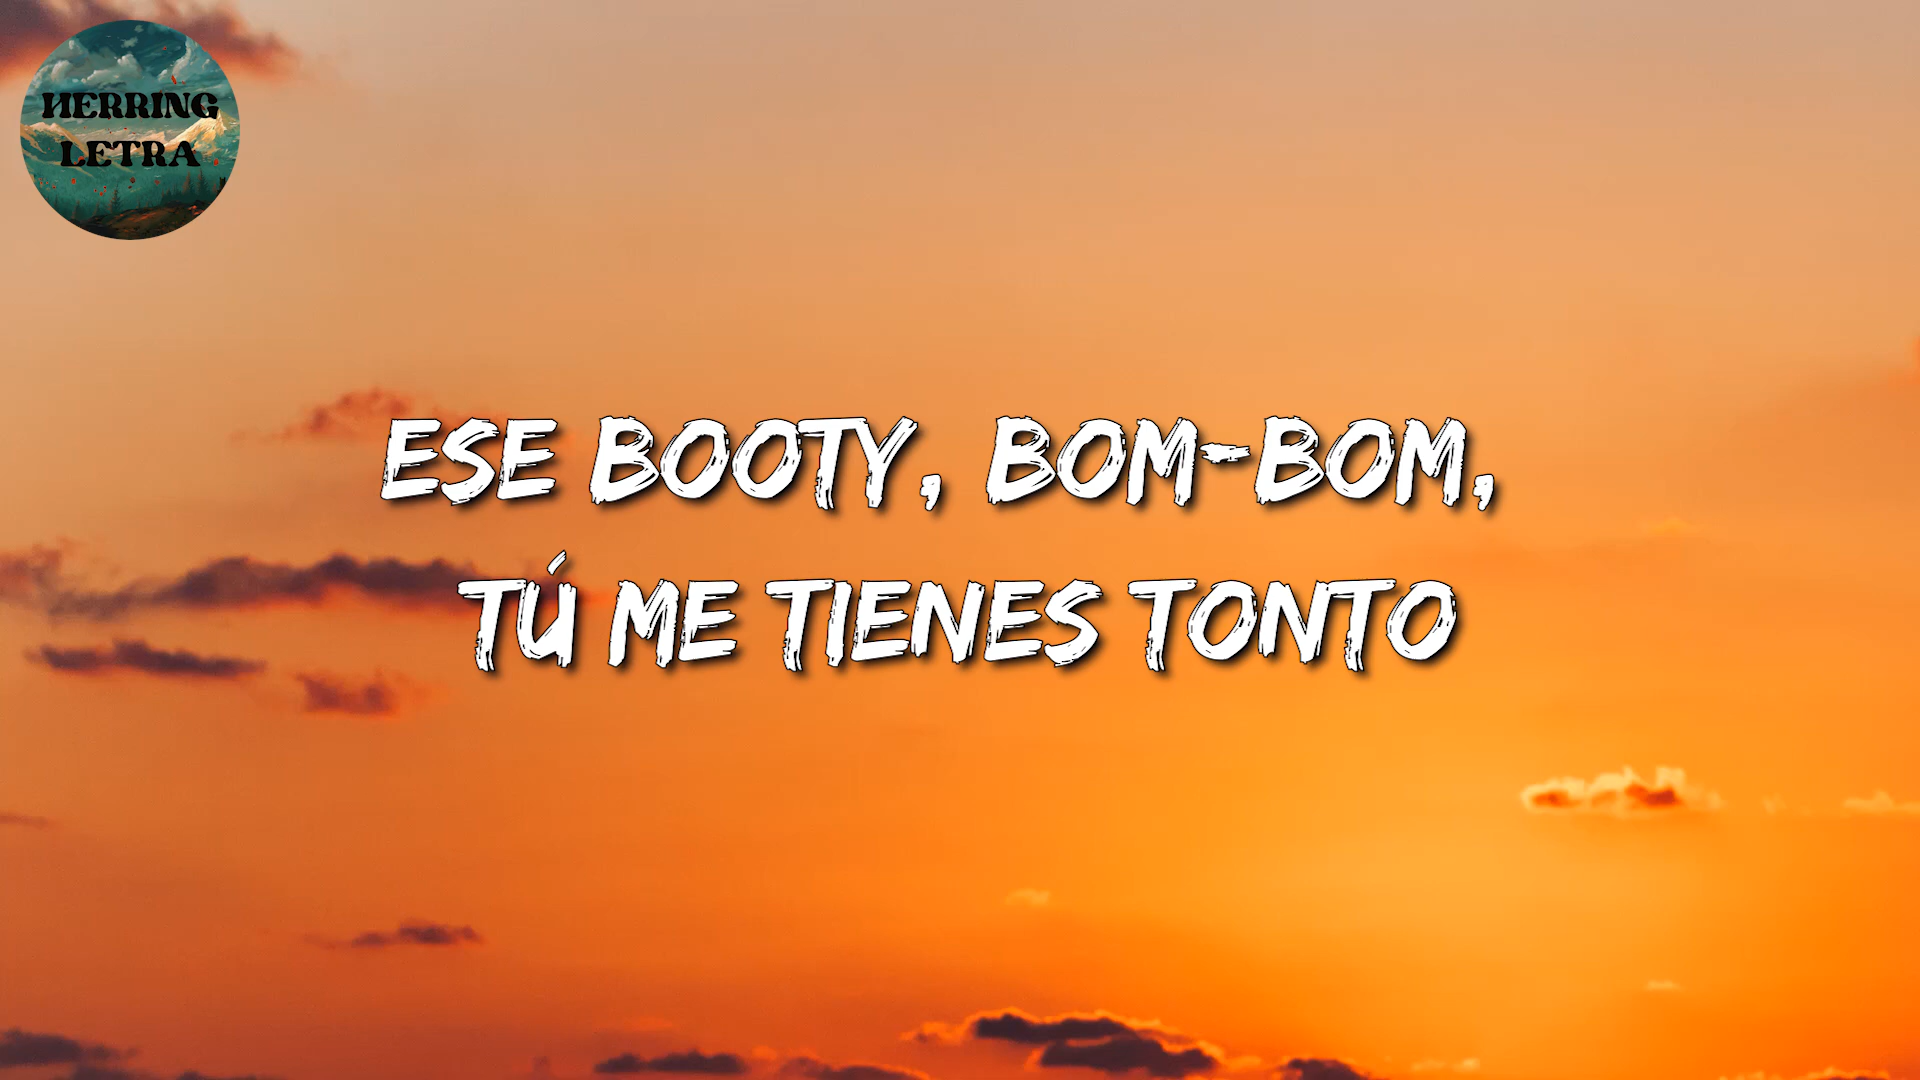 HERRING
LETRA
ESE BOOTY, BOM-BOM,
TÚ ME TIENES TONTO